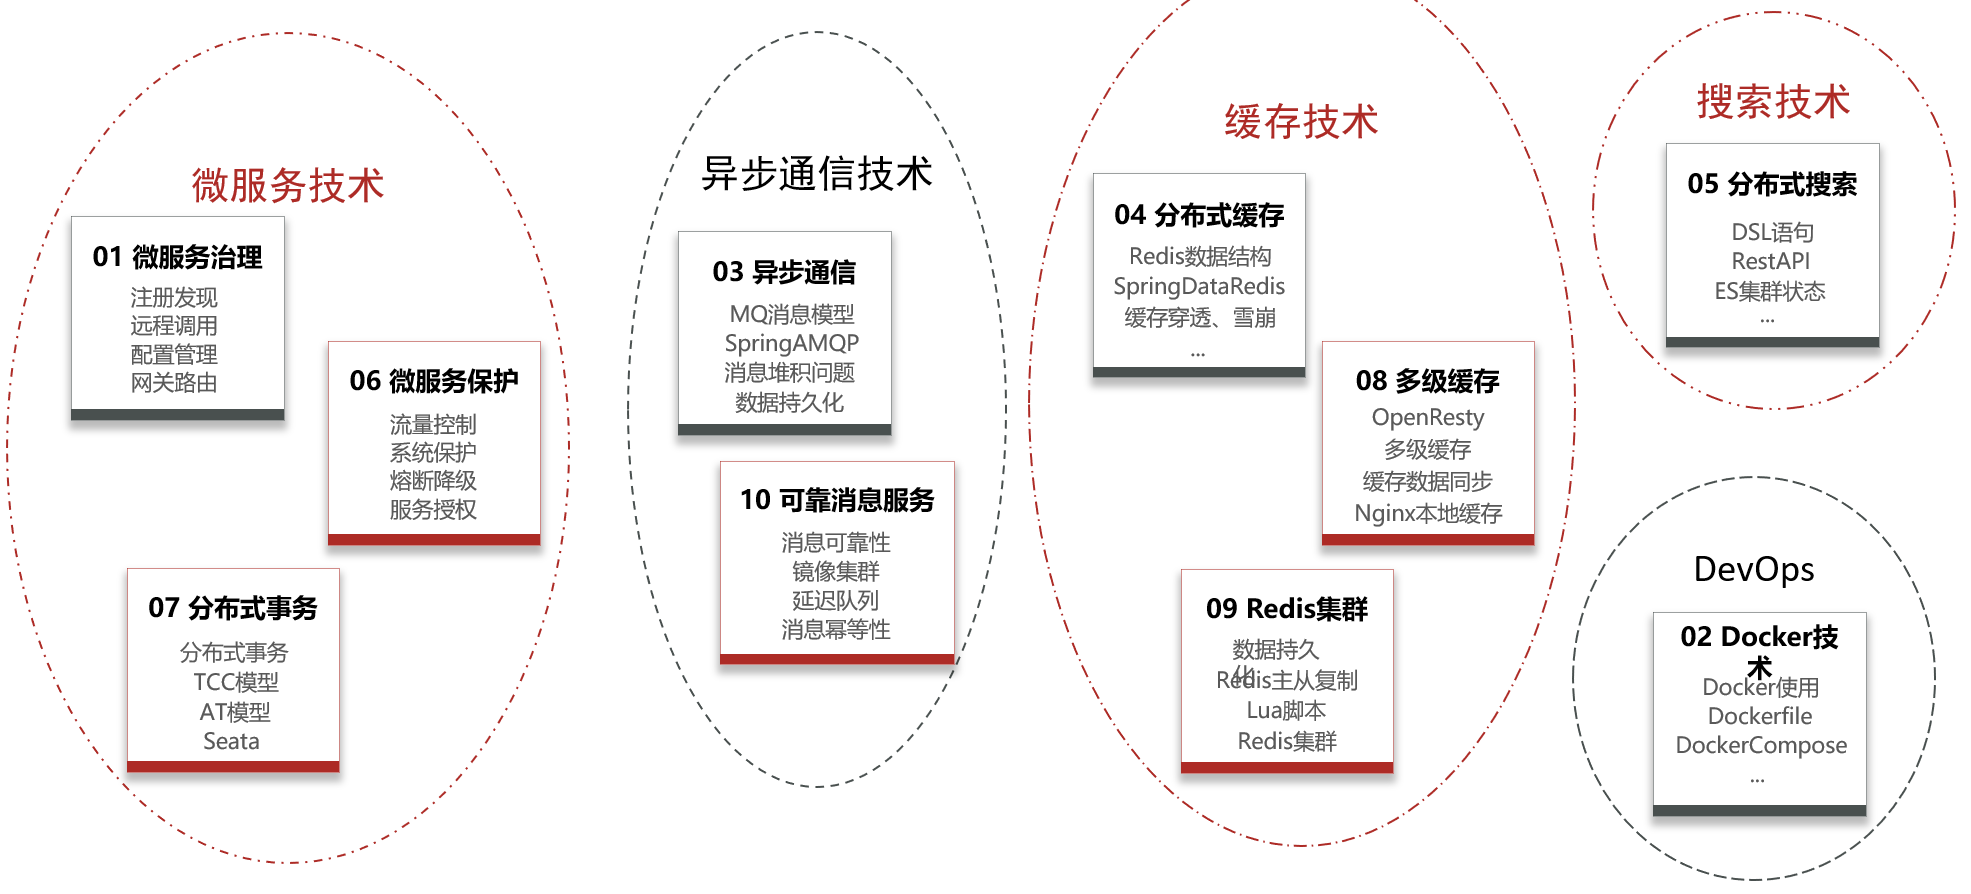 微服务技术
01 微服务治理
注册发现
远程调用
配置管理
网关路由
06 微服务保护
流量控制
系统保护
熔断降级
服务授权
07 分布式事务
分布式事务
TCC模型
AT模型
Seata
异步通信技术
03 异步通信
MQ消息模型
SpringAMQP
消息堆积问题
数据持久化
10 可靠消息服务
消息可靠性
镜像集群
延迟队列
消息幂等性
缓存技术
04 分布式缓存
Redis数据结构
SpringDataRedis
缓存穿透、雪崩
...
08 多级缓存
OpenResty
多级缓存
缓存数据同步
Nginx本地缓存
09 Redis集群
数据持久
化
Redis主从复制
Lua脚本
Redis集群
搜索技术
05 分布式搜索
DSL语句
RestAPI
ES集群状态
...
DevOps
02 Docker技
术
Docker使用
Dockerfile
DockerCompose
...